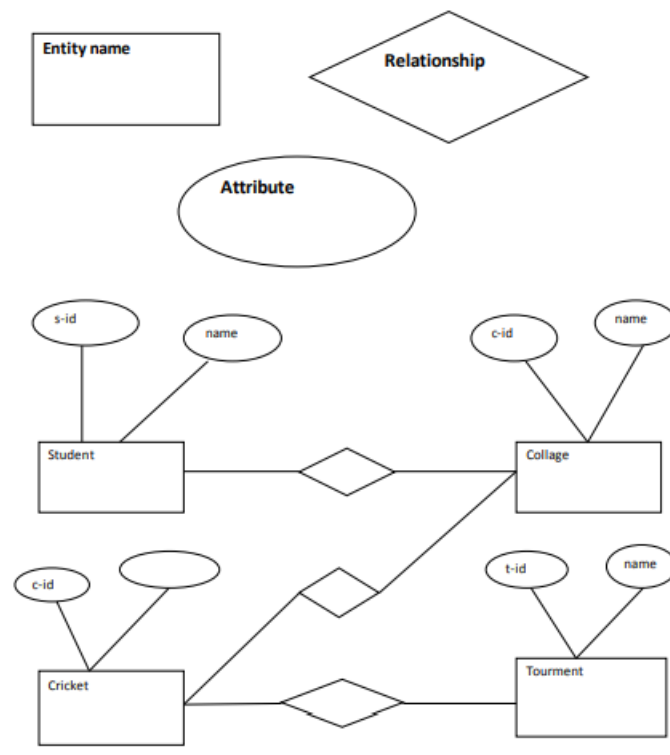 Entity name
Relationship
Attribute
s-id
name
c-id
name
Student
Collage
c-id
t-id
name
Cricket
Tourment